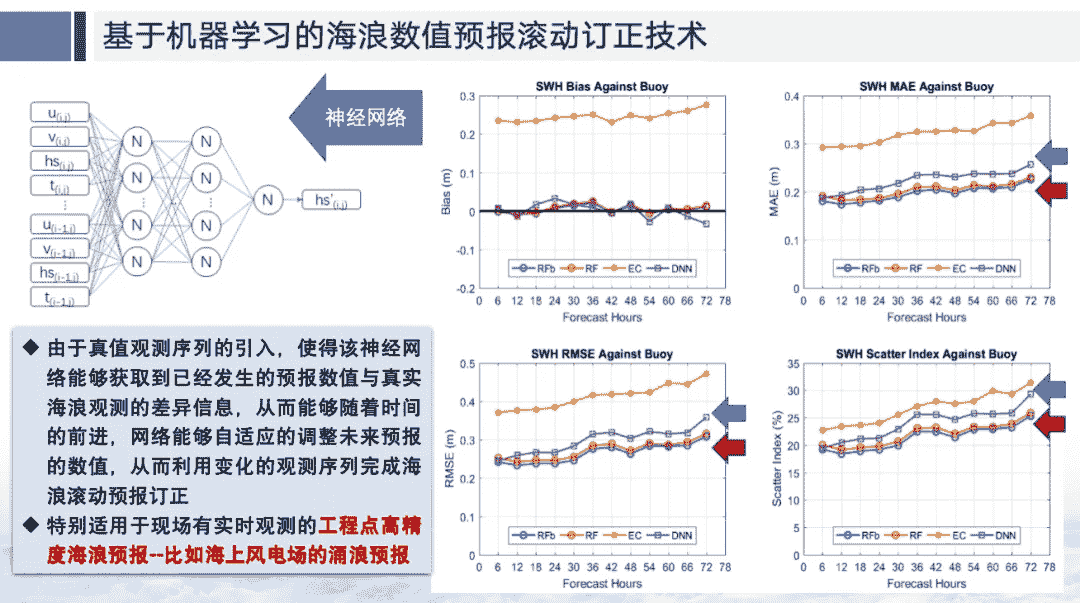 基于机器学习的海浪数值预报滚动订正技术
神经网络
u(i,j)
v(i,j)
hs(i,j)
t(i,j)
u(i-1,j)
v(i-1,j)
hs(i-1,j)
t(i-1,j)
N
N
N
N
N
N
N
N
N
hs'(i,j)
由于真值观测序列的引入，使得该神经网
络能够获取到已经发生的预报数值与真实
海浪观测的差异信息，从而能够随着时间
的前进，网络能够自适应的调整未来预报
的数值，从而利用变化的观测序列完成海
浪滚动预报订正
特别适用于现场有实时观测的工程点高精
度海浪预报--比如海上风电场的涌浪预报
SWH Bias Against Buoy
Bias (m)
0.3
0.2
0.1
0
-0.1
-0.2
RFb RF EC DNN
0 6 12 18 24 30 36 42 48 54 60 66 72 78
Forecast Hours
SWH MAE Against Buoy
MAE (m)
0.4
0.3
0.2
0.1
0
RFb RF EC DNN
0 6 12 18 24 30 36 42 48 54 60 66 72 78
Forecast Hours
SWH RMSE Against Buoy
RMSE (m)
0.5
0.4
0.3
0.2
0.1
0
RFb RF EC DNN
0 6 12 18 24 30 36 42 48 54 60 66 72 78
Forecast Hours
SWH Scatter Index Against Buoy
Scatter Index (%)
35
30
25
20
15
10
5
0
RFb RF EC DNN
0 6 12 18 24 30 36 42 48 54 60 66 72 78
Forecast Hours